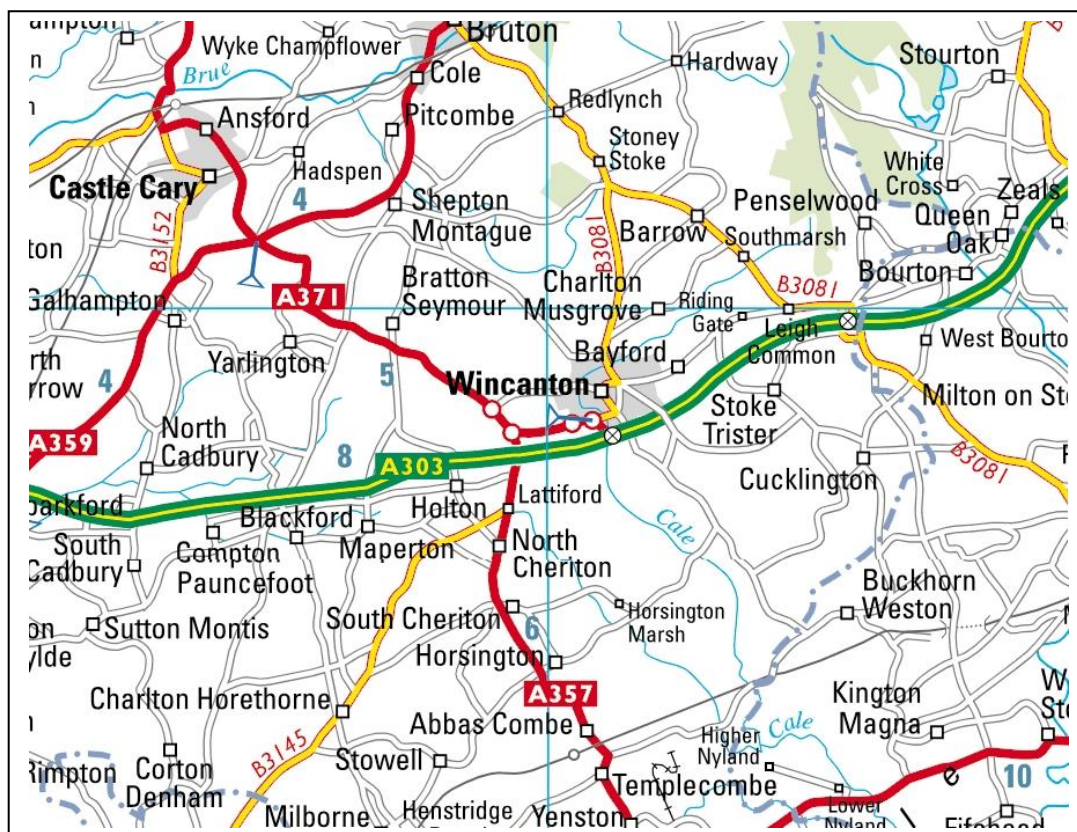 Wyke Champflower
Bruton
Hardway
Stourton
Brue
Cole
Redlynch
Ansford
Pitcombe
Stoney
Stoke
Hadspen
White
Cross
Castle Cary
4
Zeals
Shepton
Montague
Penselwood
Queen
Oak
B3152
B3081
Barrow
Southmarsh
Bratton
Seymour
Charlton
Musgrove
Bourton
A371
B3081
Galhampton
Riding
Gate
Leigh
Common
West Bourto
Yarlington
Bayford
4
5
Wincanton
Milton on Sto
Stoke
Trister
A359
North
Cadbury
8
A303
Cucklington
B3081
Lattiford
Holton
Blackford
Cale
South
Cadbury
Compton
Pauncefoot
Maperton
North
Cheriton
Buckhorn
Weston
Sutton Montis
South Cheriton
6
Horsington
Marsh
Horsington
A357
Charlton Horethorne
Kington
Magna
Abbas Combe
Cale
Higher
Nyland
B3145
Stowell
Corton
Denham
Templecombe
10
Milborne
Henstridge
Yenston
Lower
Nyland